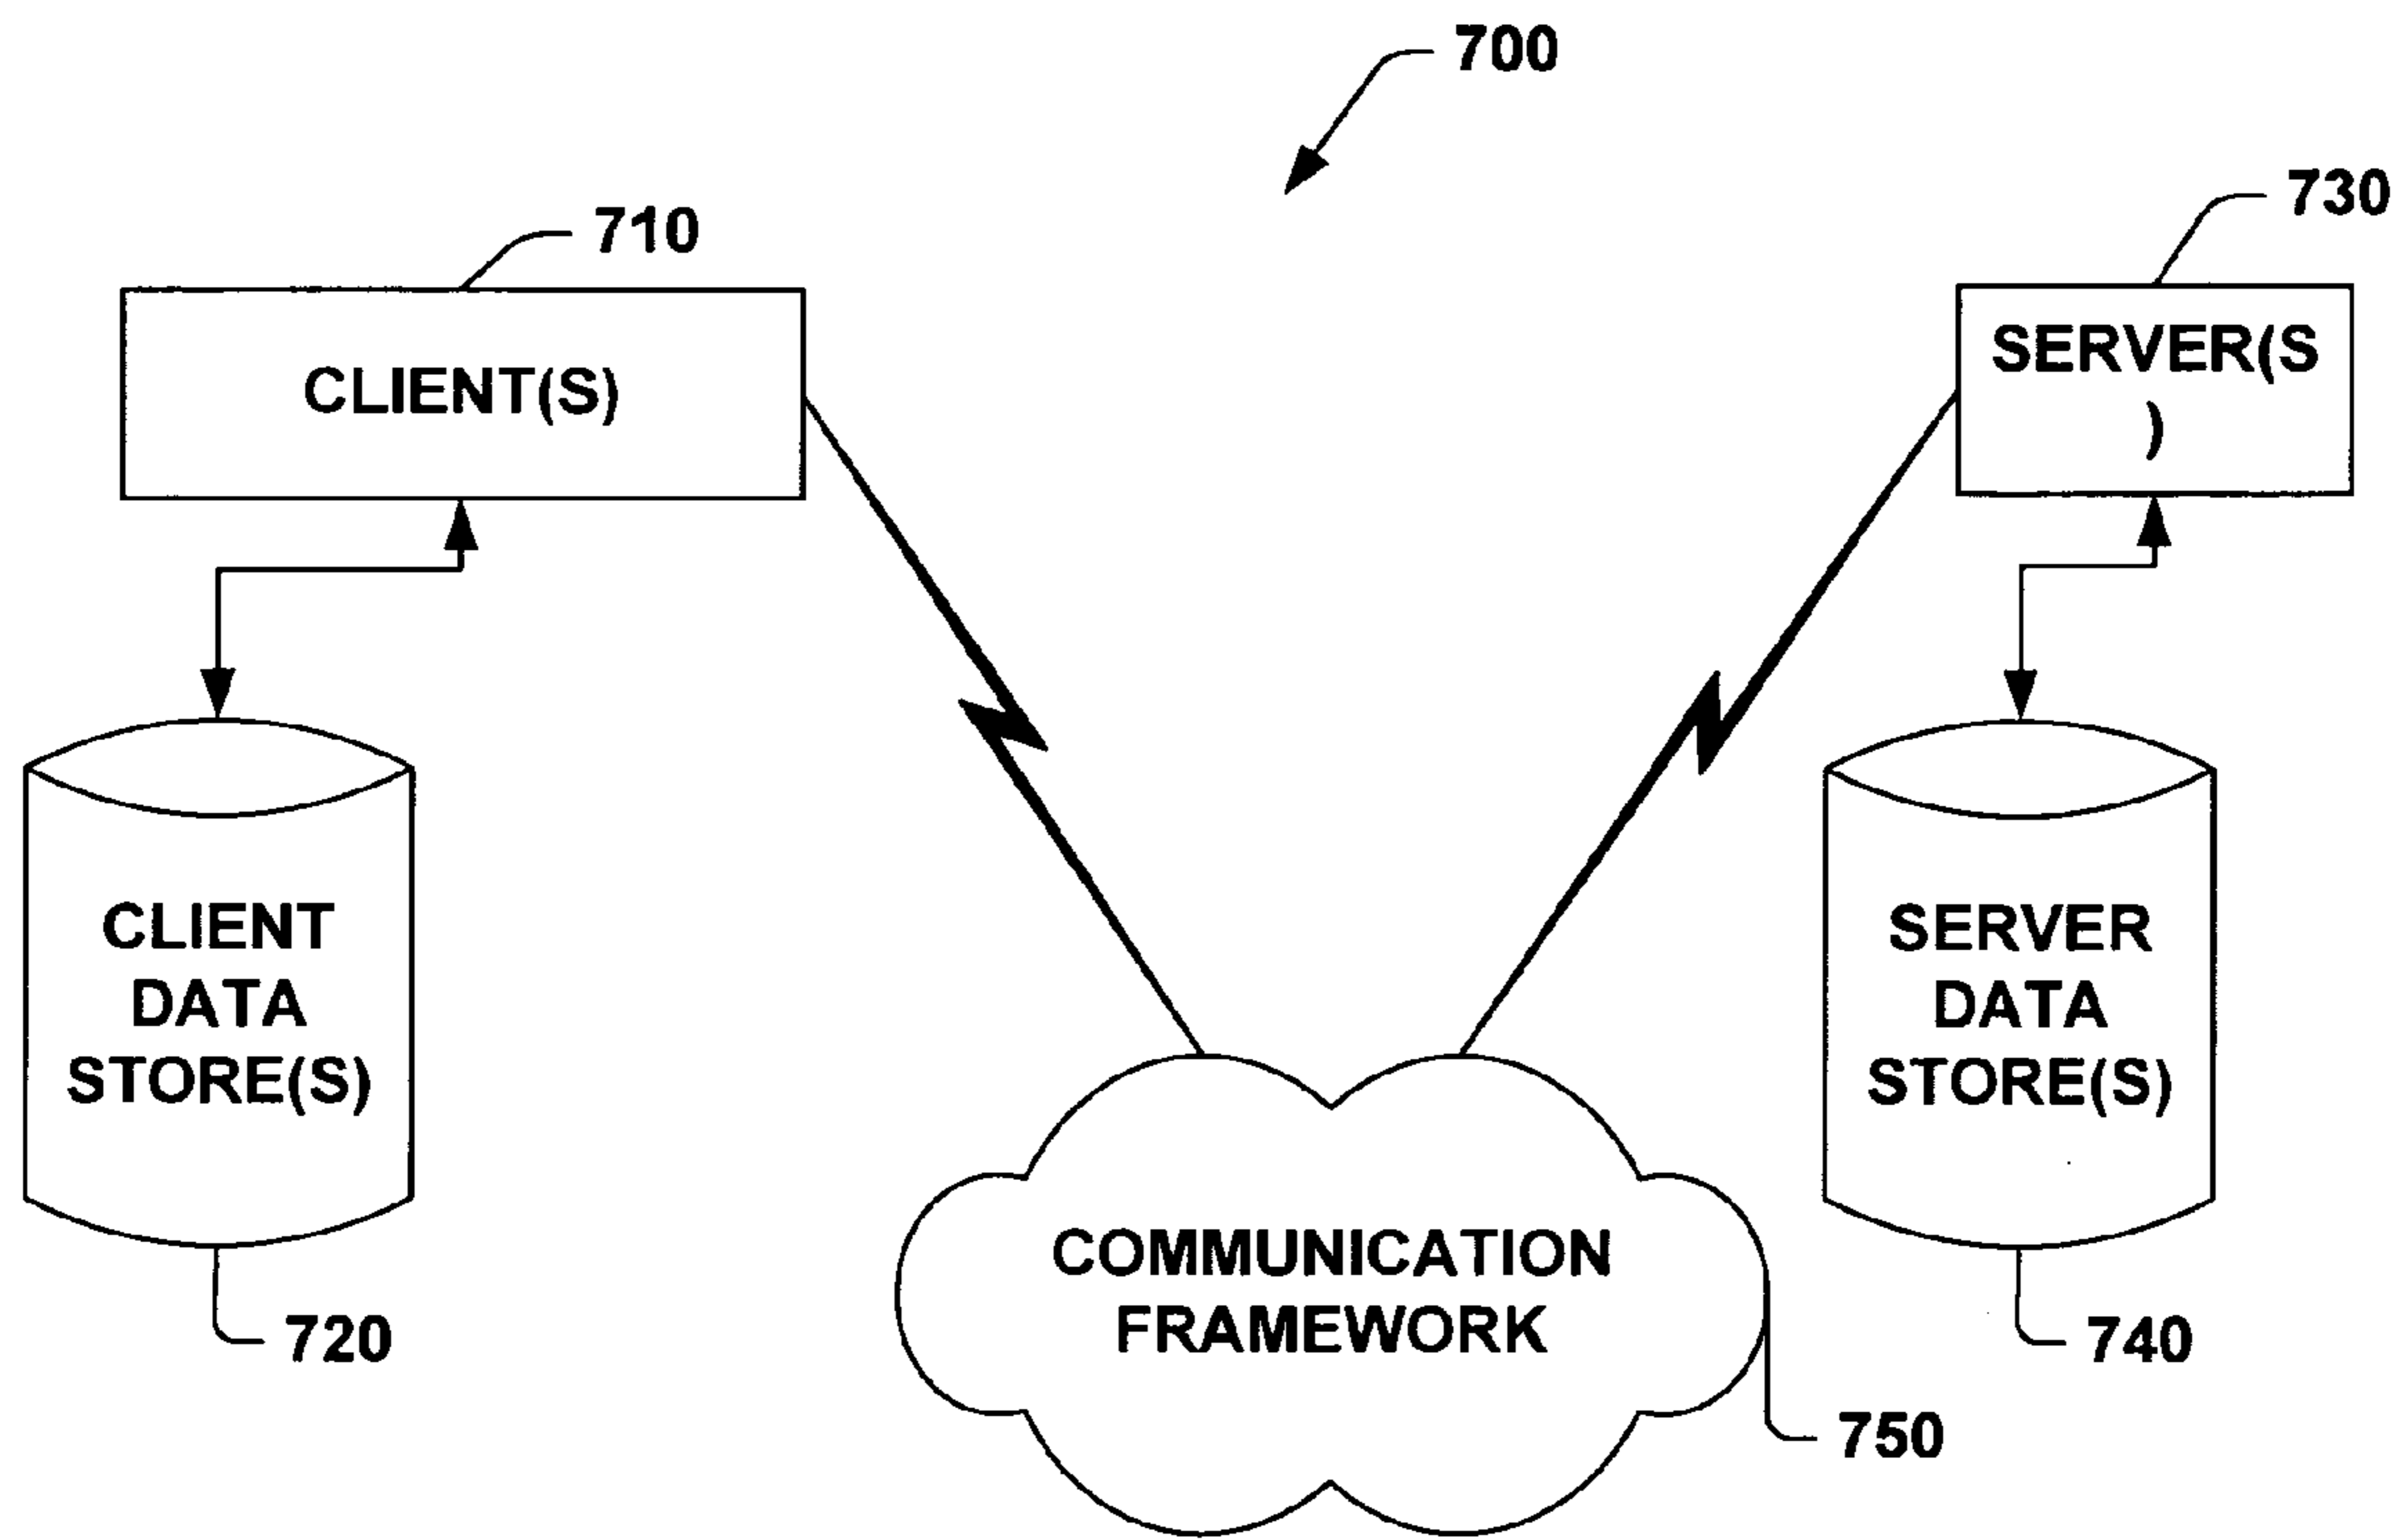 700
710
730
CLIENT(S)
SERVER(S
)
CLIENT
DATA
STORE(S)
SERVER
DATA
STORE(S)
COMMUNICATION
FRAMEWORK
720
740
750